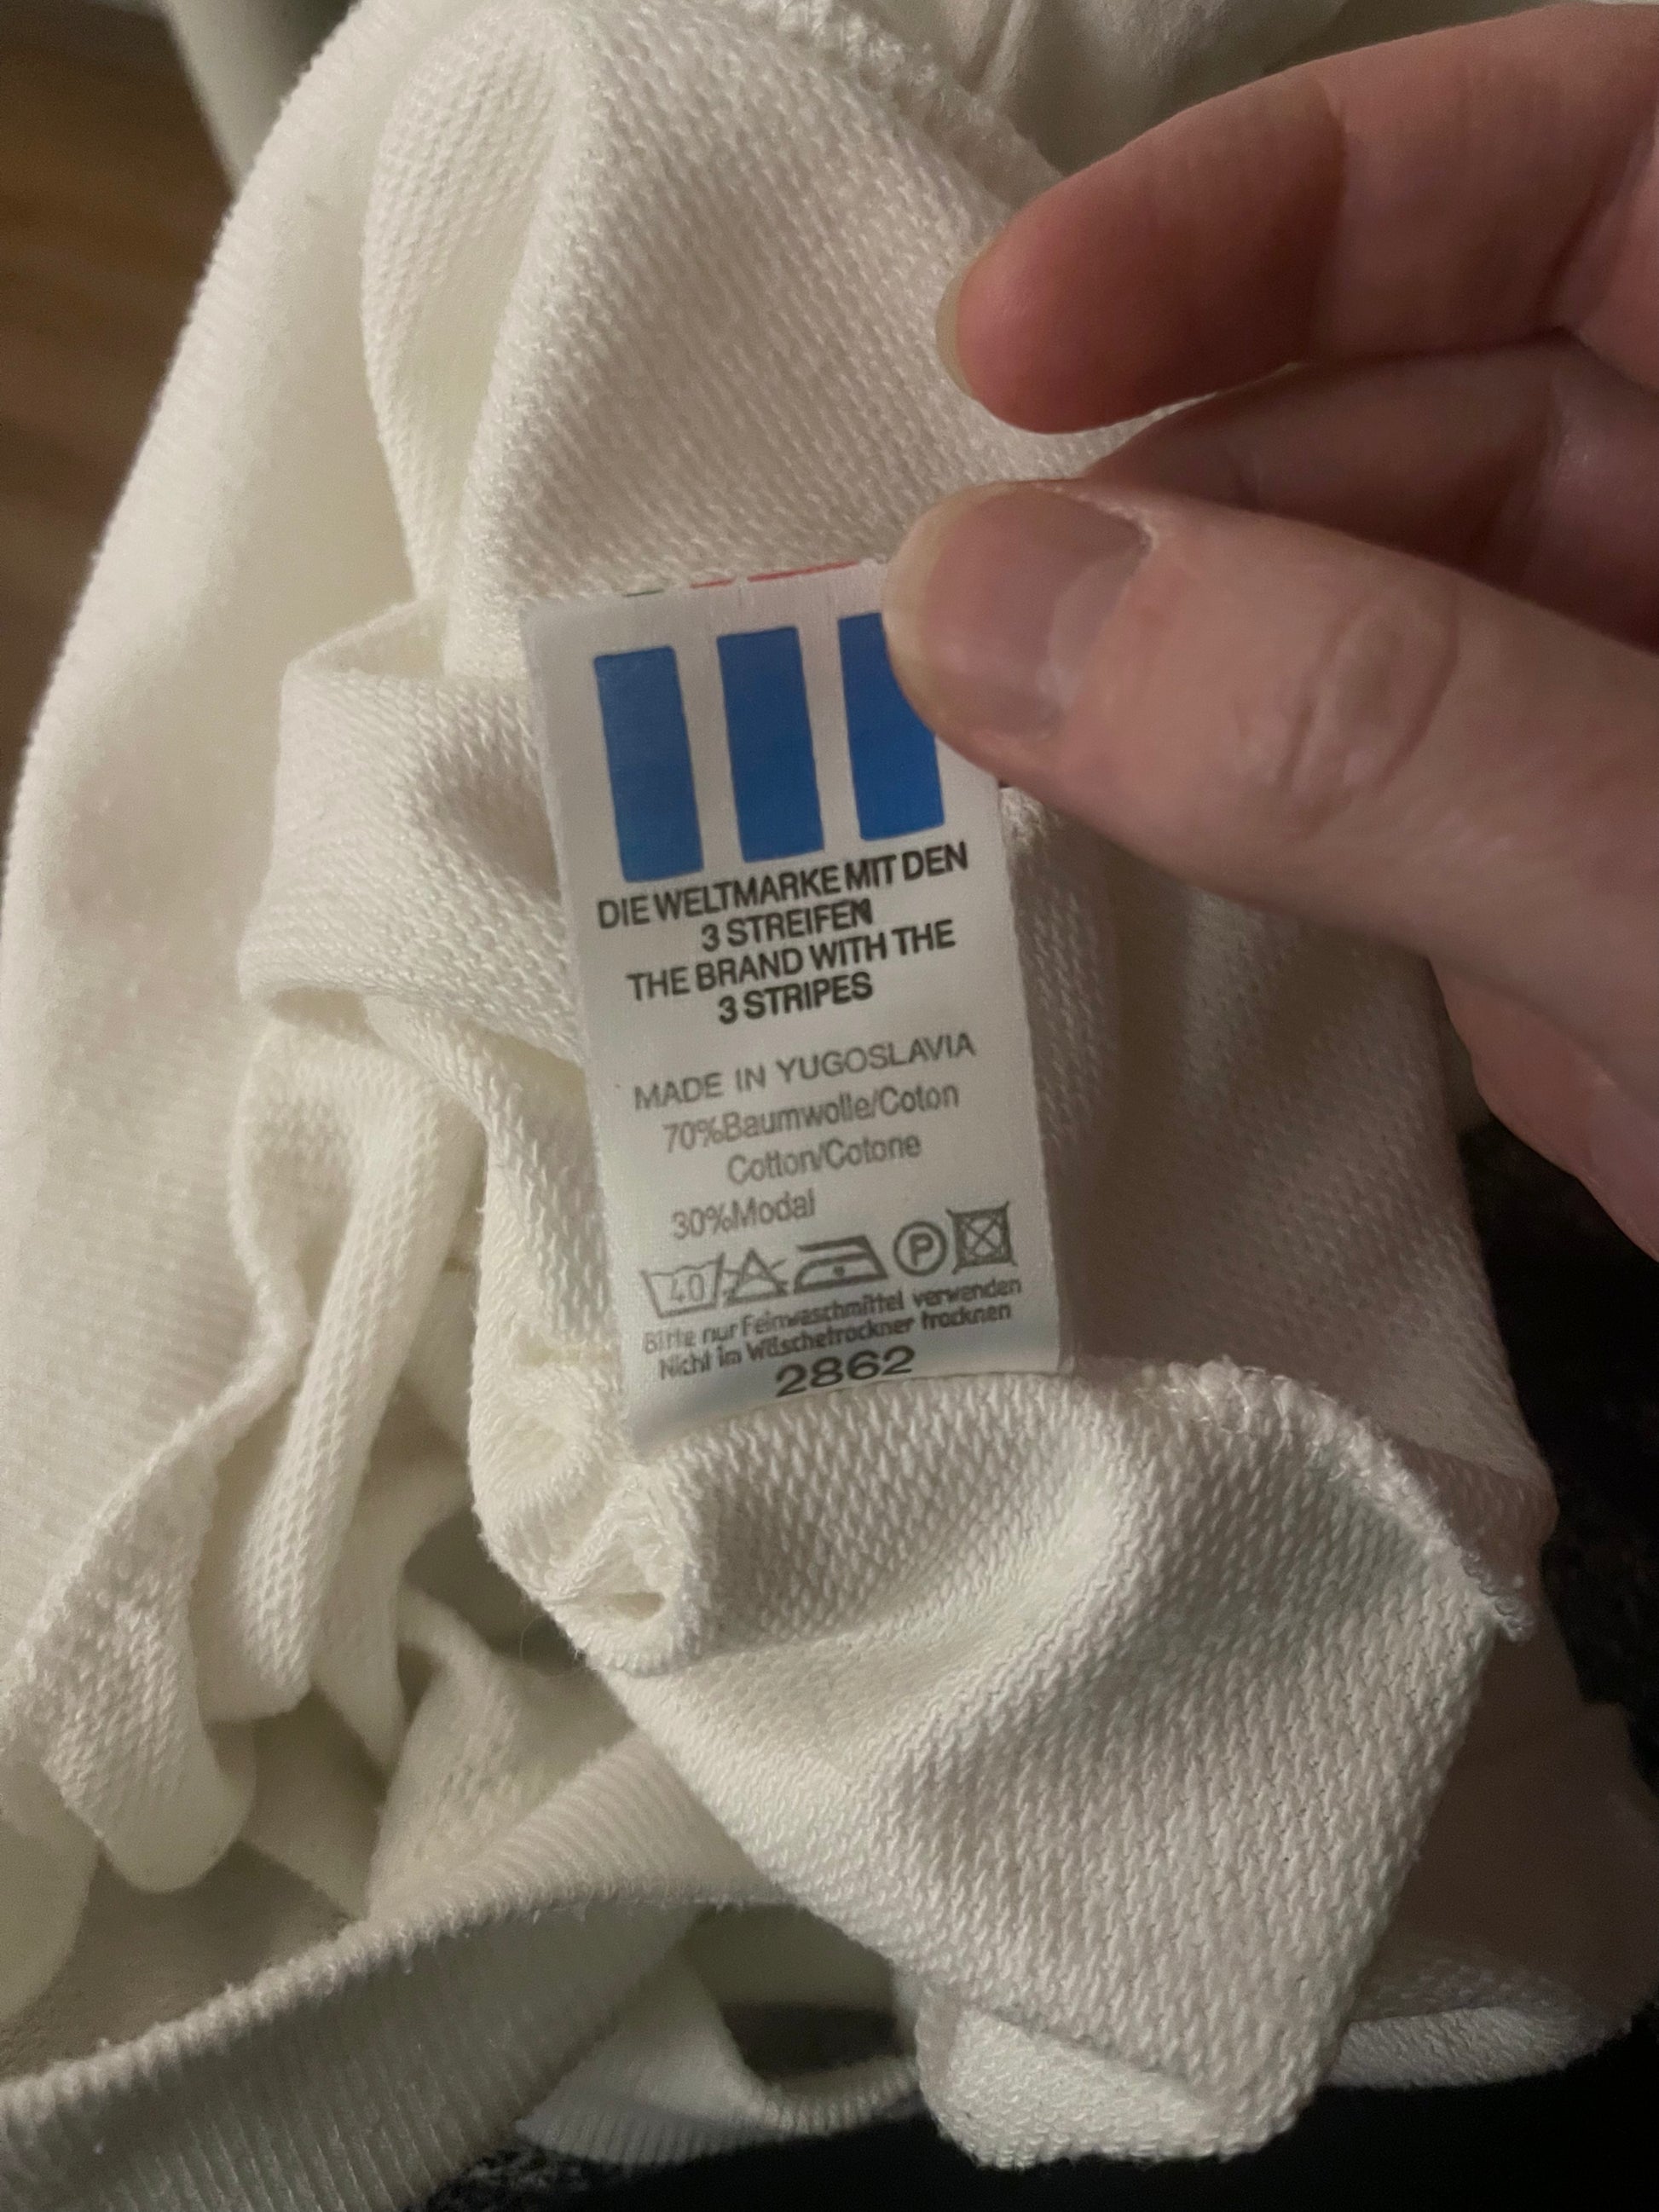 DIE WELTMARKE MIT DEN
3 STREIFEN
THE BRAND WITH THE
3 STRIPES
MADE IN YUGOSLAVIA
70%Baumwolle/Coton
Cotton/Cotone
30%Modal
40 P
Bitte nur Feinwaschmittel verwenden
Nicht im Wäschetrockner trocknen
2862